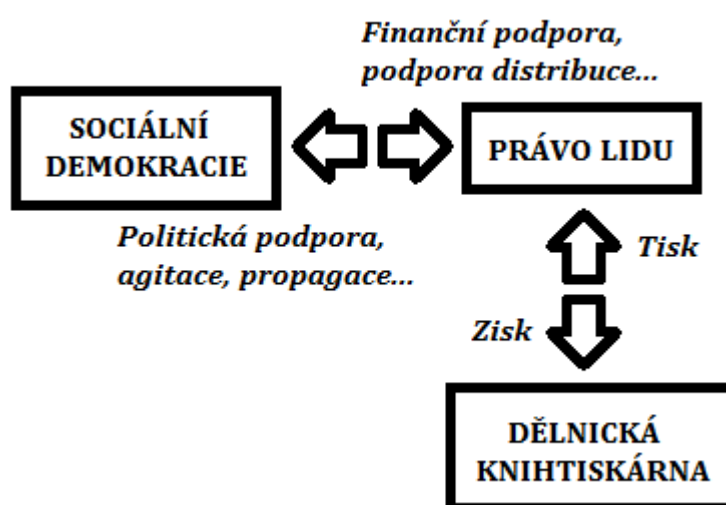 Finanční podpora,
podpora distribuce...
SOCIÁLNÍ
DEMOKRACIE
PRÁVO LIDU
Politická podpora,
agitace, propagace...
Tisk
Zisk
DĚLNICKÁ
KNIHTISKÁRNA